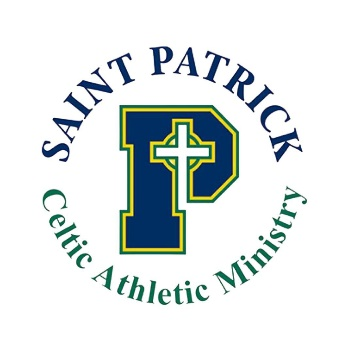 SAINT PATRICK
P
Celtic Athletic Ministry